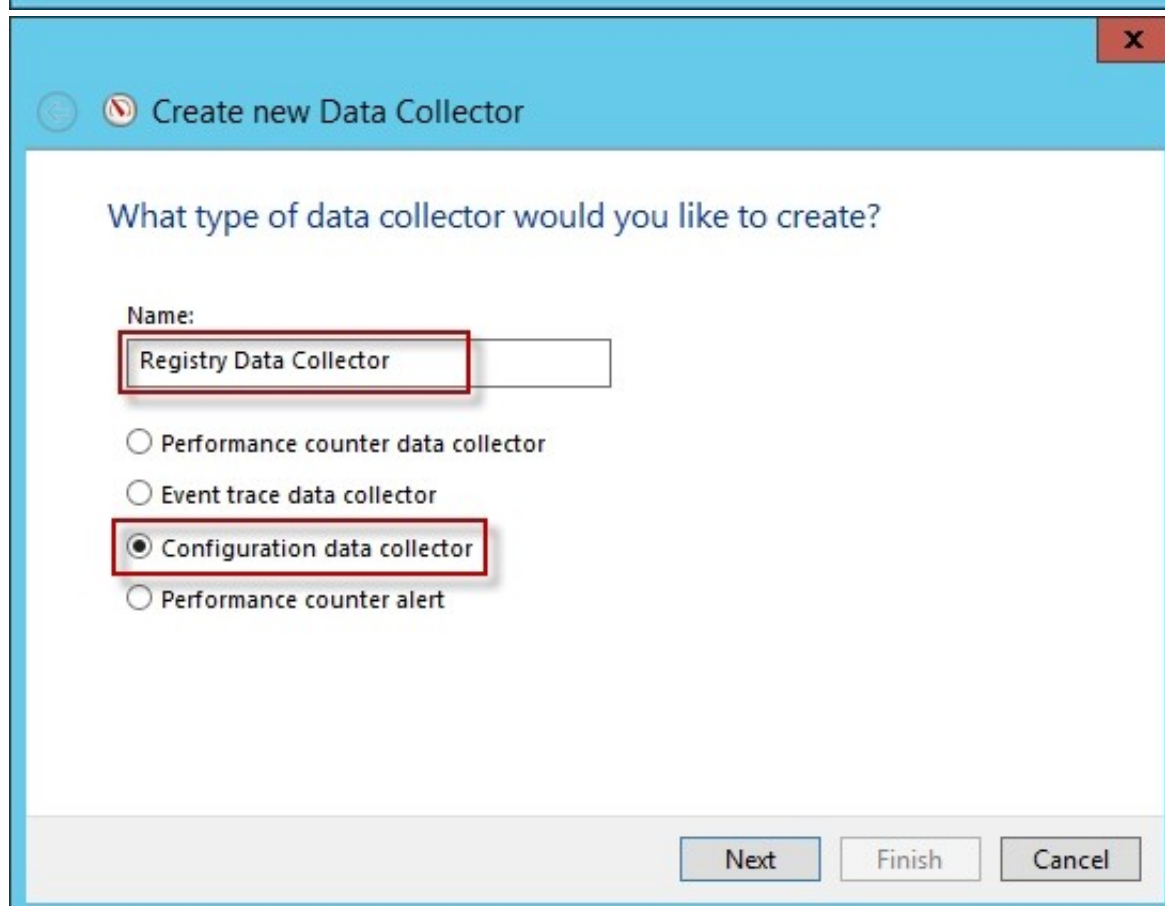 x
Create new Data Collector
What type of data collector would you like to create?
Name:
Registry Data Collector
Performance counter data collector
Event trace data collector
Configuration data collector
Performance counter alert
Next Finish Cancel